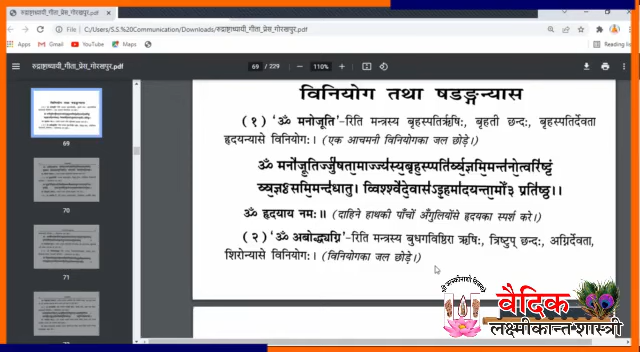 रुद्राष्टाध्यायी_गीता_प्रेस_गोरखपुर.pdf
File | C:/Users/S.S.%20Communication/Downloads/रुद्राष्टाध्यायी_गीता_प्रेस_गोरखपुर.pdf
Apps Gmail YouTube Maps Reading
रुद्राष्टाध्यायी_गीता_प्रेस_गोरखपुर.pdf 69 / 229 110%
69
70
71
विनियोग तथा षडङ्गन्यास
(१) 'ॐ मनोजूति'-रिति मन्त्रस्य बृहस्पतिर्ऋषिः, बृहती छन्दः, बृहस्पतिर्देवता
हृदयन्यासे विनियोगः। (एक आचमनी विनियोगका जल छोड़े।)
ॐ मनोजूतिर्ज्जुषतामाज्ज्यस्यबृहस्प्पतिर्य्यज्ञमिमन्तनोत्वरिष्टं
य्यज्ञᳪसमिमन्दधातु। व्विश्श्वेदेवासऽइहमादयन्तामों३ प्रतिष्ठ्ठ।।
ॐ हृदयाय नमः॥ (दाहिने हाथकी पाँचों अँगुलियोंसे हृदयका स्पर्श करे।)
(२) 'ॐ अबोद्ध्यग्नि'-रिति मन्त्रस्य बुधगविष्ठिरा ऋषिः, त्रिष्टुप् छन्दः, अग्निर्देवता,
शिरोन्यासे विनियोगः। (विनियोगका जल छोड़े।)
वैदिक
लक्ष्मीकान्त शास्त्री